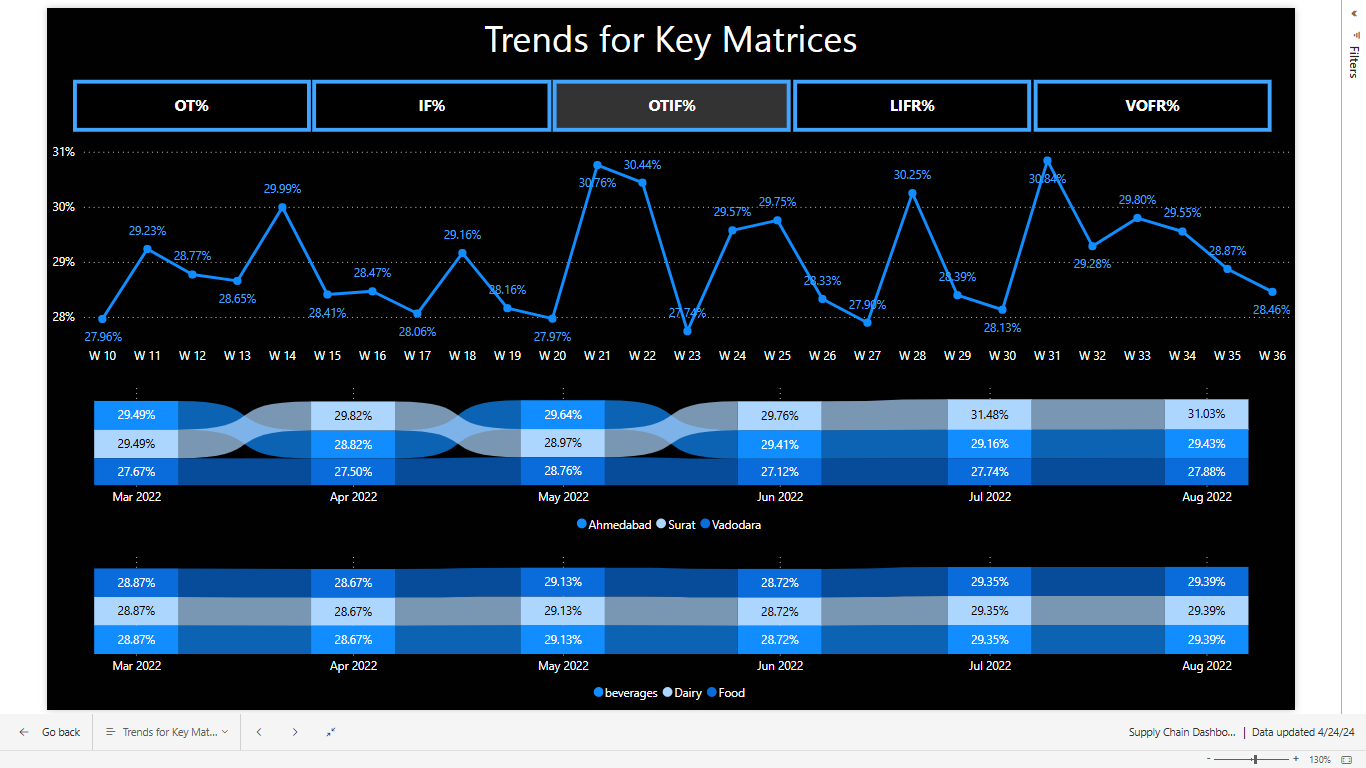 Trends for Key Matrices
Filters
OT% IF% OTIF% LIFR% VOFR%
31%
30%
29%
28%
27.96% 29.23% 28.77% 28.65% 29.99% 28.41% 28.47% 28.06% 29.16% 28.16% 27.97% 30.76% 30.44% 27.74% 29.57% 29.75% 28.33% 27.90% 30.25% 28.39% 28.13% 30.84% 29.28% 29.80% 29.55% 28.87% 28.46%
W 10 W 11 W 12 W 13 W 14 W 15 W 16 W 17 W 18 W 19 W 20 W 21 W 22 W 23 W 24 W 25 W 26 W 27 W 28 W 29 W 30 W 31 W 32 W 33 W 34 W 35 W 36
29.49% 29.82% 29.64% 29.76% 31.48% 31.03%
29.49% 28.82% 28.97% 29.41% 29.16% 29.43%
27.67% 27.50% 28.76% 27.12% 27.74% 27.88%
Mar 2022 Apr 2022 May 2022 Jun 2022 Jul 2022 Aug 2022
Ahmedabad Surat Vadodara
28.87% 28.67% 29.13% 28.72% 29.35% 29.39%
28.87% 28.67% 29.13% 28.72% 29.35% 29.39%
28.87% 28.67% 29.13% 28.72% 29.35% 29.39%
Mar 2022 Apr 2022 May 2022 Jun 2022 Jul 2022 Aug 2022
beverages Dairy Food
Go back Trends for Key Mat... Supply Chain Dashbo... | Data updated 4/24/24
- + 130%